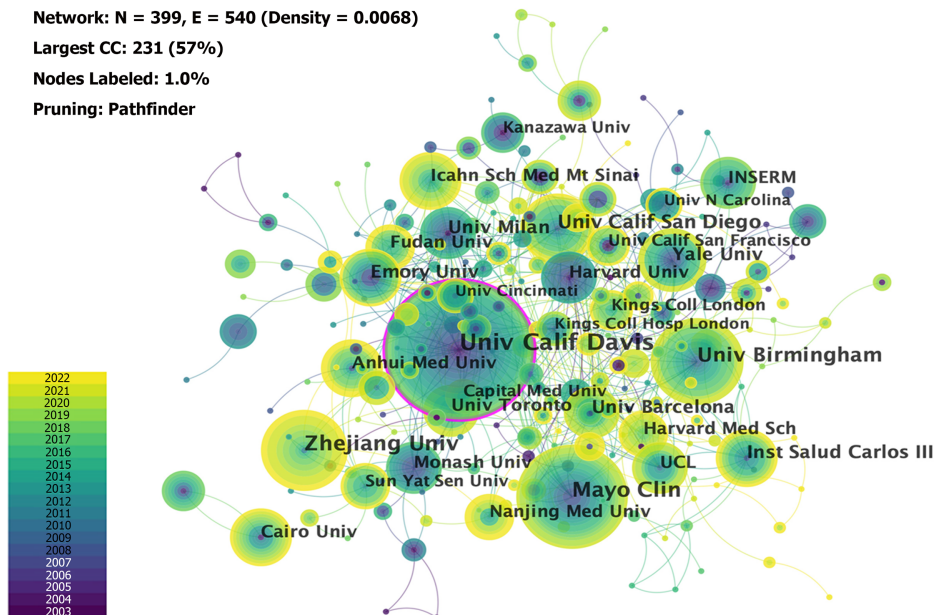 Network: N = 399, E = 540 (Density = 0.0068)
Largest CC: 231 (57%)
Nodes Labeled: 1.0%
Pruning: Pathfinder
Kanazawa Univ
Icahn Sch Med Mt Sinai
INSERM
Univ N Carolina
Univ Milan
Univ Calif San Diego
Fudan Univ
Univ Calif San Francisco
Yale Univ
Emory Univ
Harvard Univ
Univ Cincinnati
Kings Coll London
Kings Coll Hosp London
Univ Calif Davis
Anhui Med Univ
Univ Birmingham
Capital Med Univ
Univ Toronto
Univ Barcelona
Harvard Med Sch
Zhejiang Univ
Inst Salud Carlos III
Monash Univ
UCL
Sun Yat Sen Univ
Mayo Clin
Nanjing Med Univ
Cairo Univ
2022
2021
2020
2019
2018
2017
2016
2015
2014
2013
2012
2011
2010
2009
2008
2007
2006
2005
2004
2003